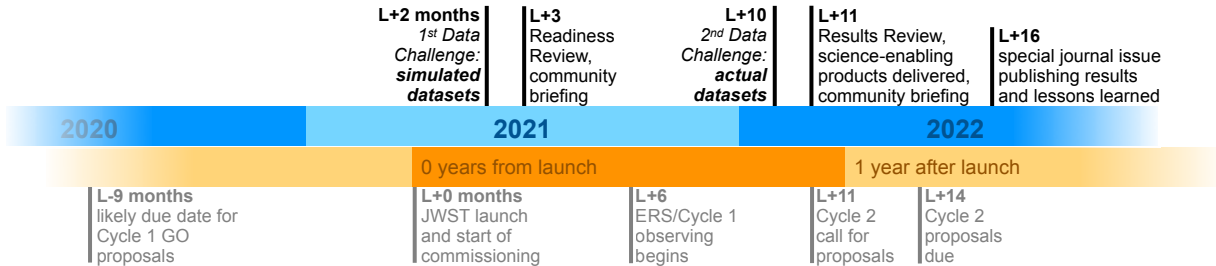 L+2 months
1st Data
Challenge:
simulated
datasets
L+3
Readiness
Review,
community
briefing
L+10
2nd Data
Challenge:
actual
datasets
L+11
Results Review,
science-enabling
products delivered,
community briefing
L+16
special journal issue
publishing results
and lessons learned
2020
2021
2022
0 years from launch
1 year after launch
L-9 months
likely due date for
Cycle 1 GO
proposals
L+0 months
JWST launch
and start of
commissioning
L+6
ERS/Cycle 1
observing
begins
L+11
Cycle 2
call for
proposals
L+14
Cycle 2
proposals
due